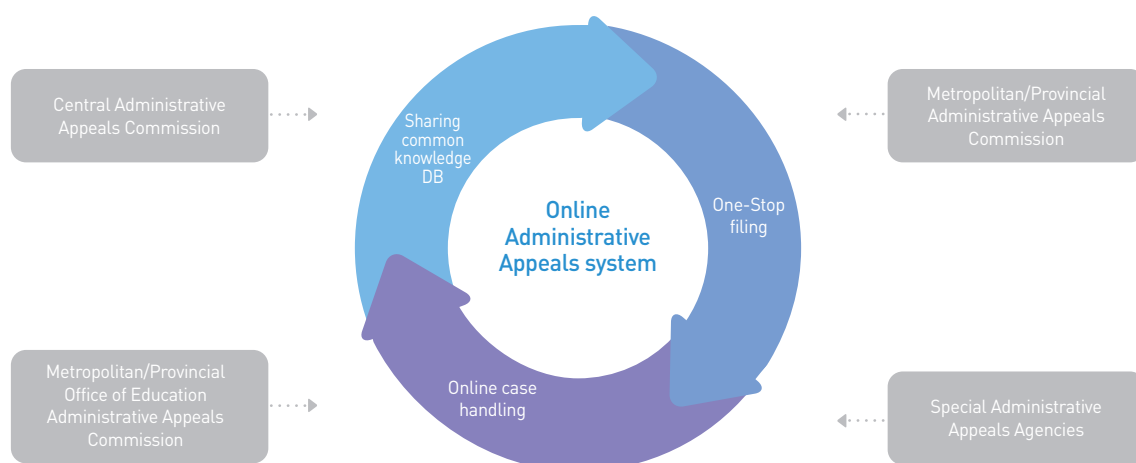 Central Administrative
Appeals Commission
Sharing
common
knowledge
DB
Metropolitan/Provincial
Administrative Appeals
Commission
One-Stop
filing
Online
Administrative
Appeals system
Metropolitan/Provincial
Office of Education
Administrative Appeals
Commission
Online case
handling
Special Administrative
Appeals Agencies